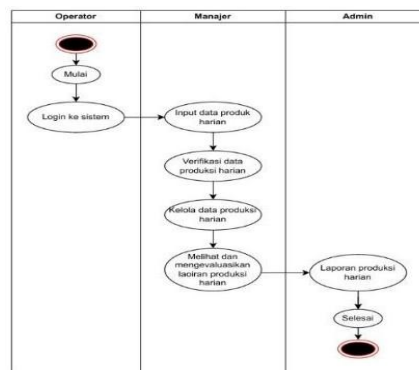 Operator
Manajer
Admin
Mulai
Login ke sistem
Input data produk
harian
Verifikasi data
produksi harian
Kelola data produksi
harian
Melihat dan
mengevaluasikan
laoiran produksi
harian
Laporan produksi
harian
Selesai